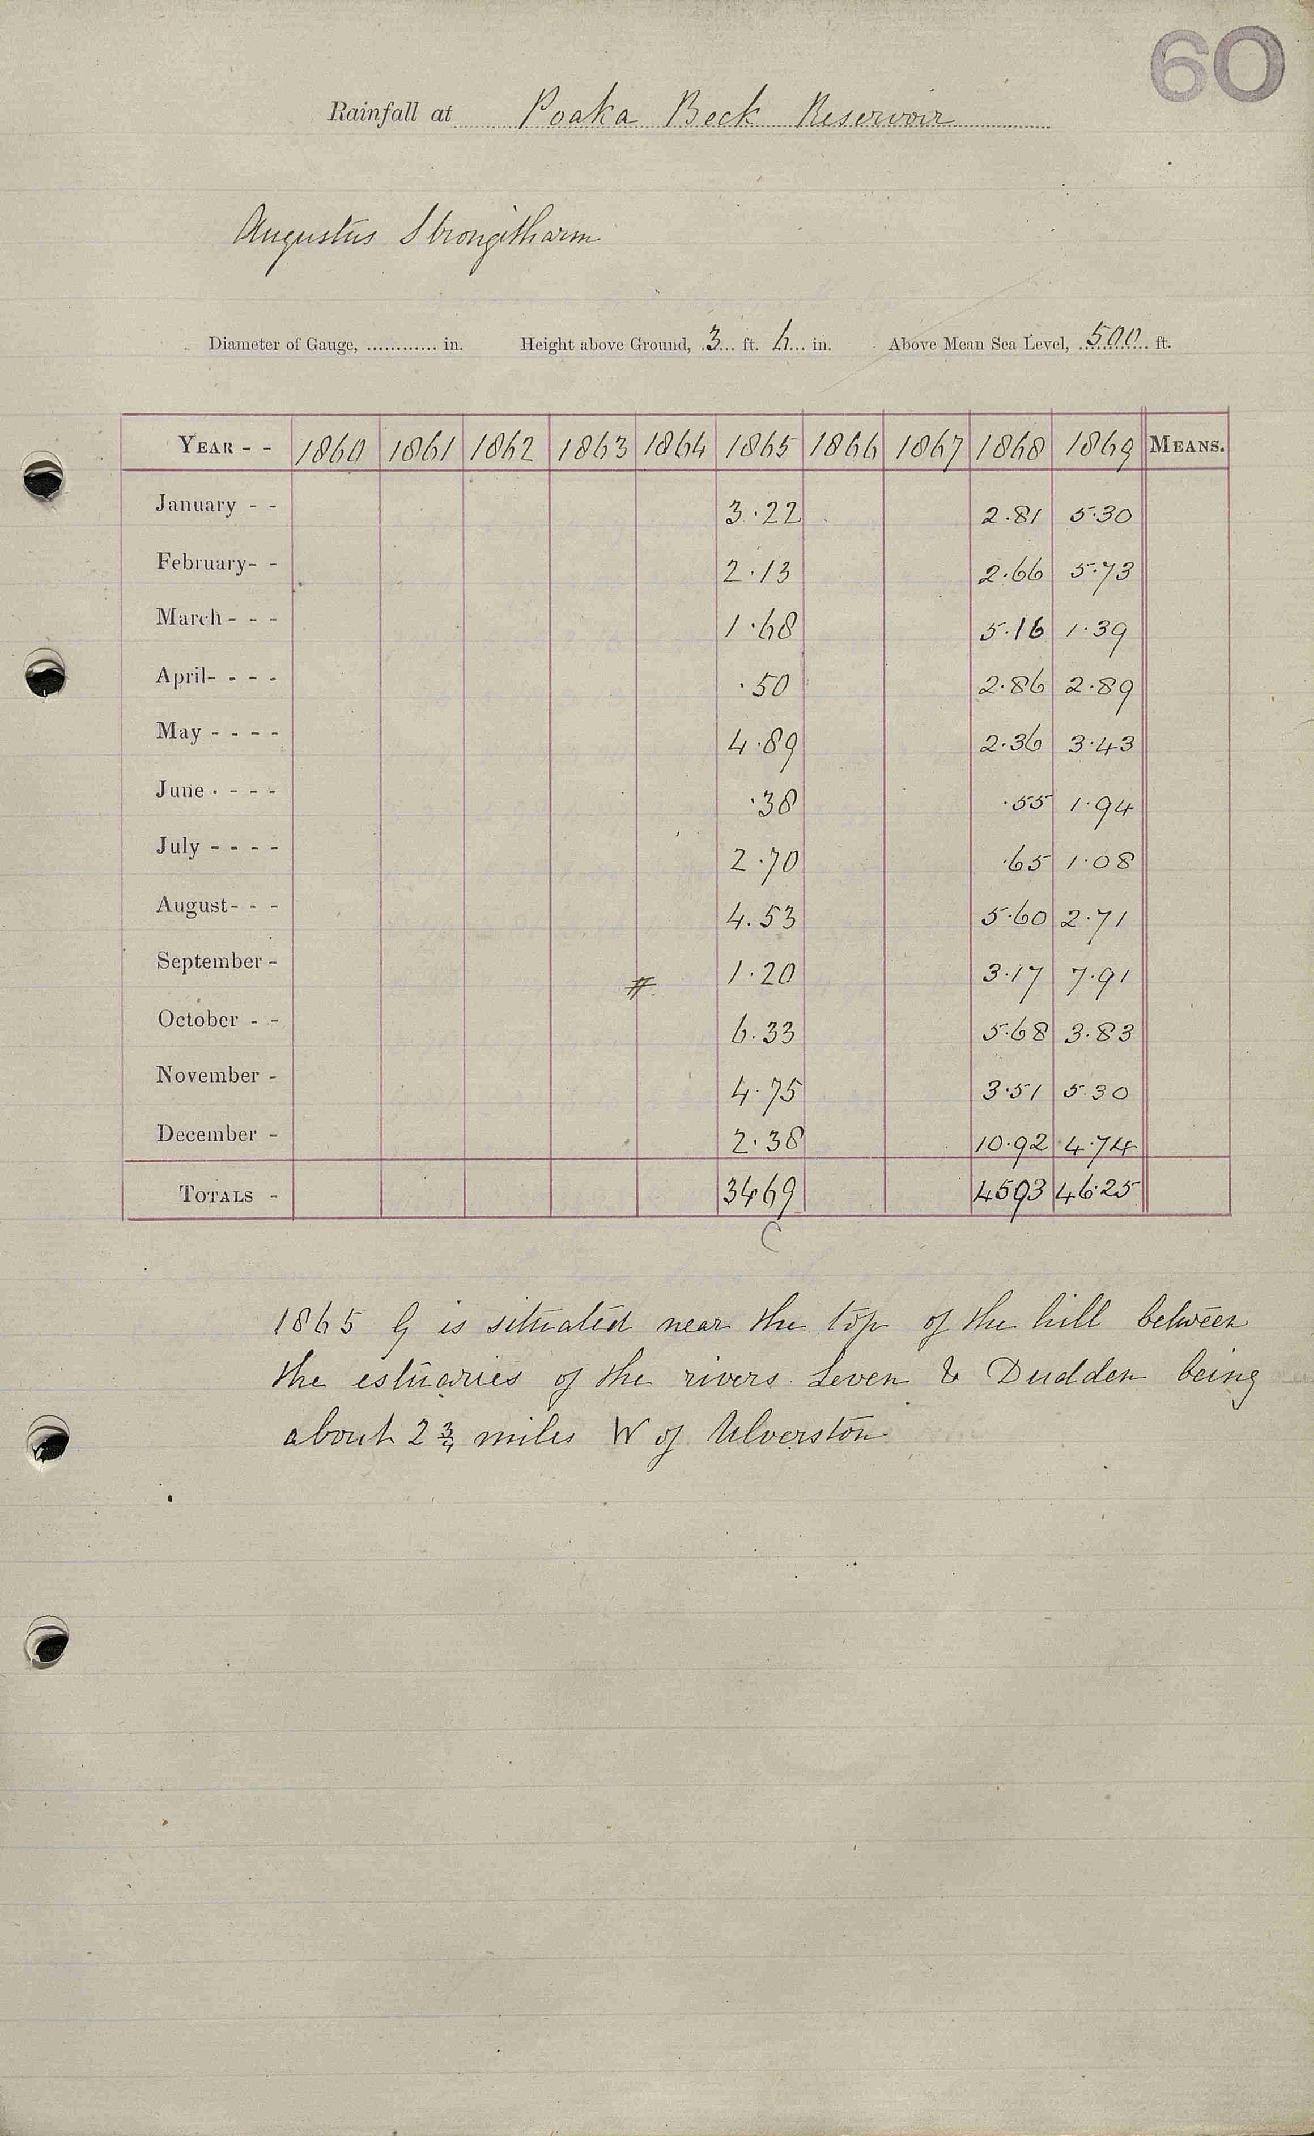 60
Rainfall at Poaka Beck Reservoir
Augustus Strongitharm
Diameter of Gauge, ............ in. Height above Ground, 3 ft. 6 in. Above Mean Sea Level, 500 ft.
YEAR - - 1860 1861 1862 1863 1864 1865 1866 1867 1868 1869 MEANS.
January - - 3.22 2.81 5.30
February- - 2.13 2.66 5.73
March - - - 1.68 5.16 1.39
April- - - - .50 2.86 2.89
May - - - - 4.89 2.36 3.43
June - - - - .38 .55 1.94
July - - - - 2.70 .65 1.08
August- - - 4.53 5.60 2.71
September - 1.20 3.17 7.91
#
October - - 6.33 5.68 3.83
November - 4.75 3.51 5.30
December - 2.38 10.92 4.74
TOTALS - 3469 4593 46.25
C
1865 G is situated near the top of the hill between
the estuaries of the rivers Leven & Dudden being
about 2 3/4 miles W of Ulverston